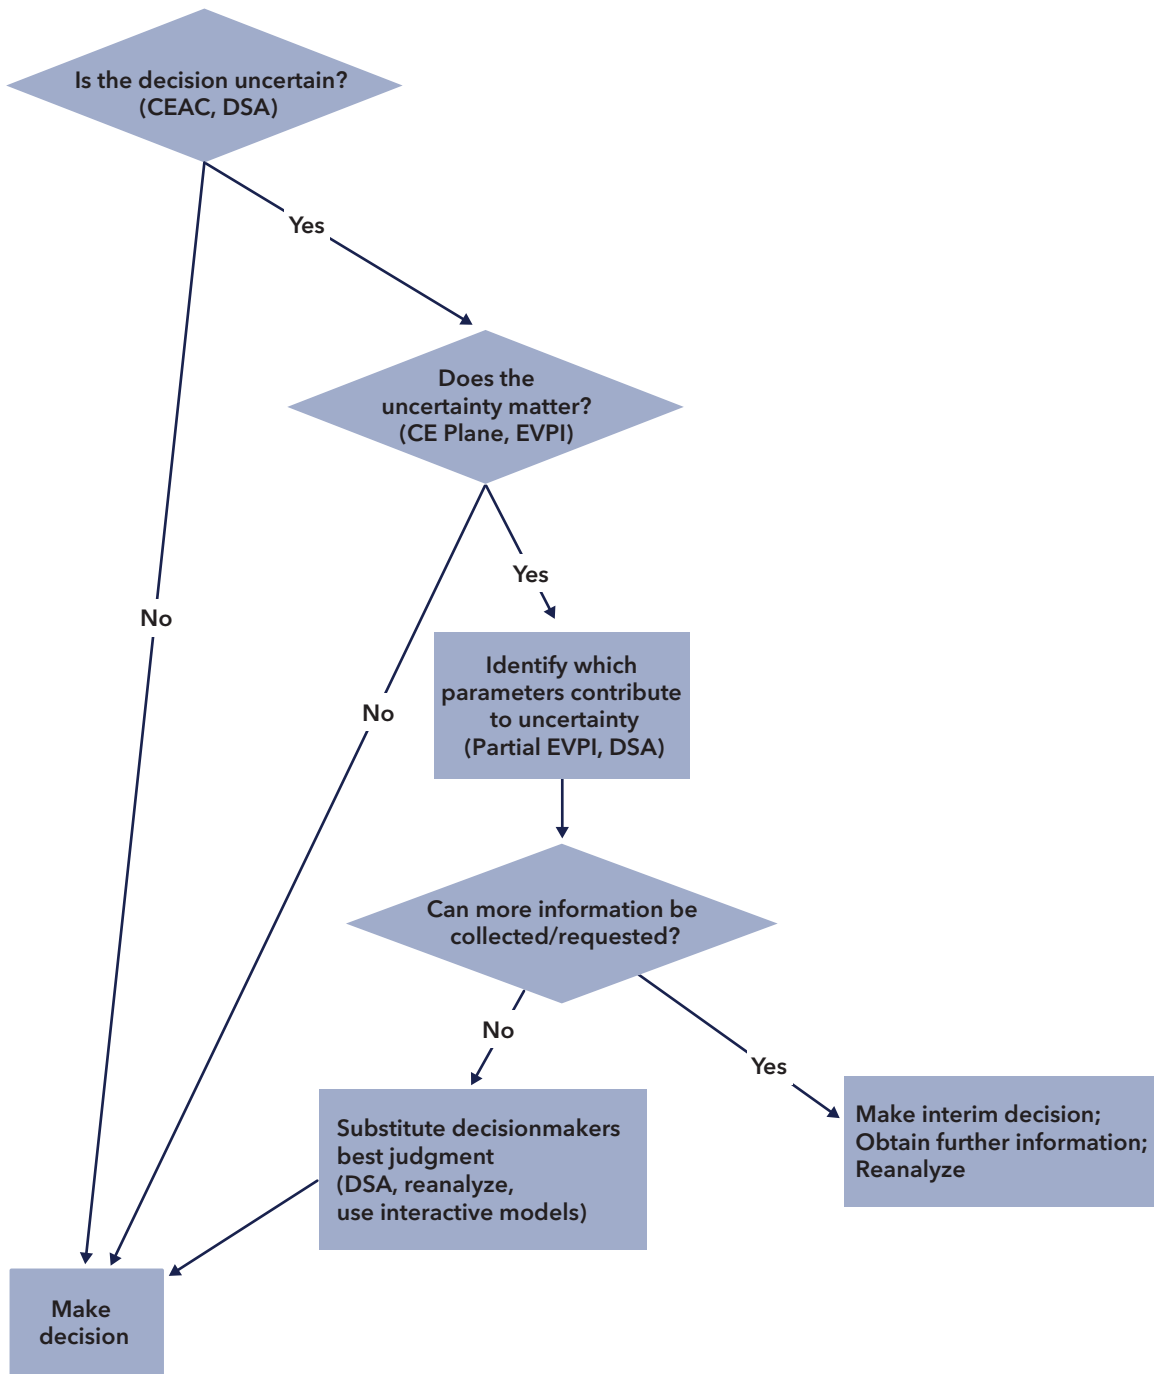 Is the decision uncertain?
(CEAC, DSA)
Yes
Does the
uncertainty matter?
(CE Plane, EVPI)
Yes
No
Identify which
parameters contribute
to uncertainty
(Partial EVPI, DSA)
No
Can more information be
collected/requested?
No
Yes
Substitute decisionmakers
best judgment
(DSA, reanalyze,
use interactive models)
Make interim decision;
Obtain further information;
Reanalyze
Make
decision